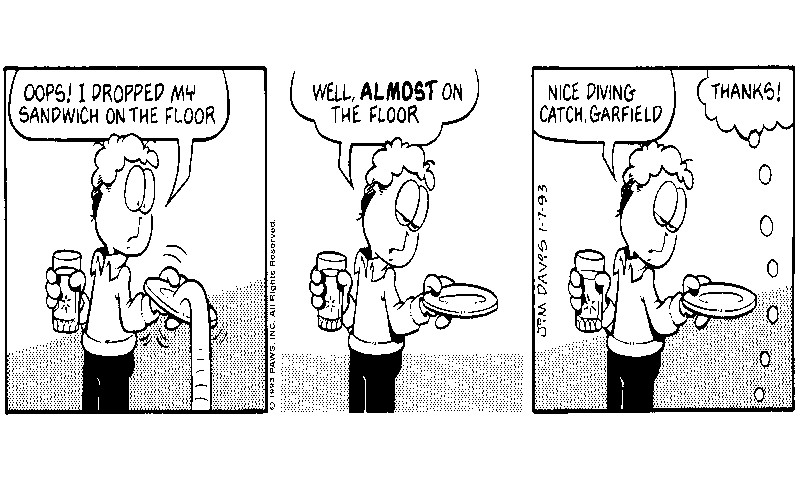 OOPS! I DROPPED MY
SANDWICH ON THE FLOOR
© 1993 PAWS, INC. All Rights Reserved.
WELL, ALMOST ON
THE FLOOR
NICE DIVING
CATCH, GARFIELD
THANKS!
JIM DAVIS 1-7-93